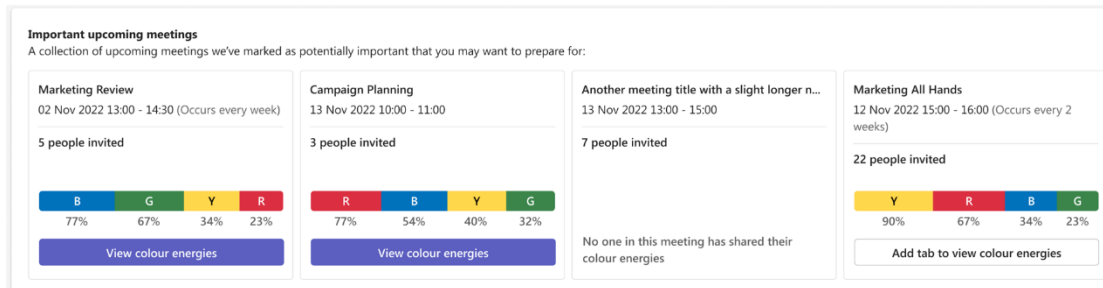 Important upcoming meetings
A collection of upcoming meetings we've marked as potentially important that you may want to prepare for:
Marketing Review
02 Nov 2022 13:00 - 14:30 (Occurs every week)
5 people invited
B G Y R
77% 67% 34% 23%
View colour energies
Campaign Planning
13 Nov 2022 10:00 - 11:00
3 people invited
R B Y G
77% 54% 40% 32%
View colour energies
Another meeting title with a slight longer n...
13 Nov 2022 13:00 - 15:00
7 people invited
No one in this meeting has shared their
colour energies
Marketing All Hands
12 Nov 2022 15:00 - 16:00 (Occurs every 2
weeks)
22 people invited
Y R B G
90% 67% 34% 23%
Add tab to view colour energies